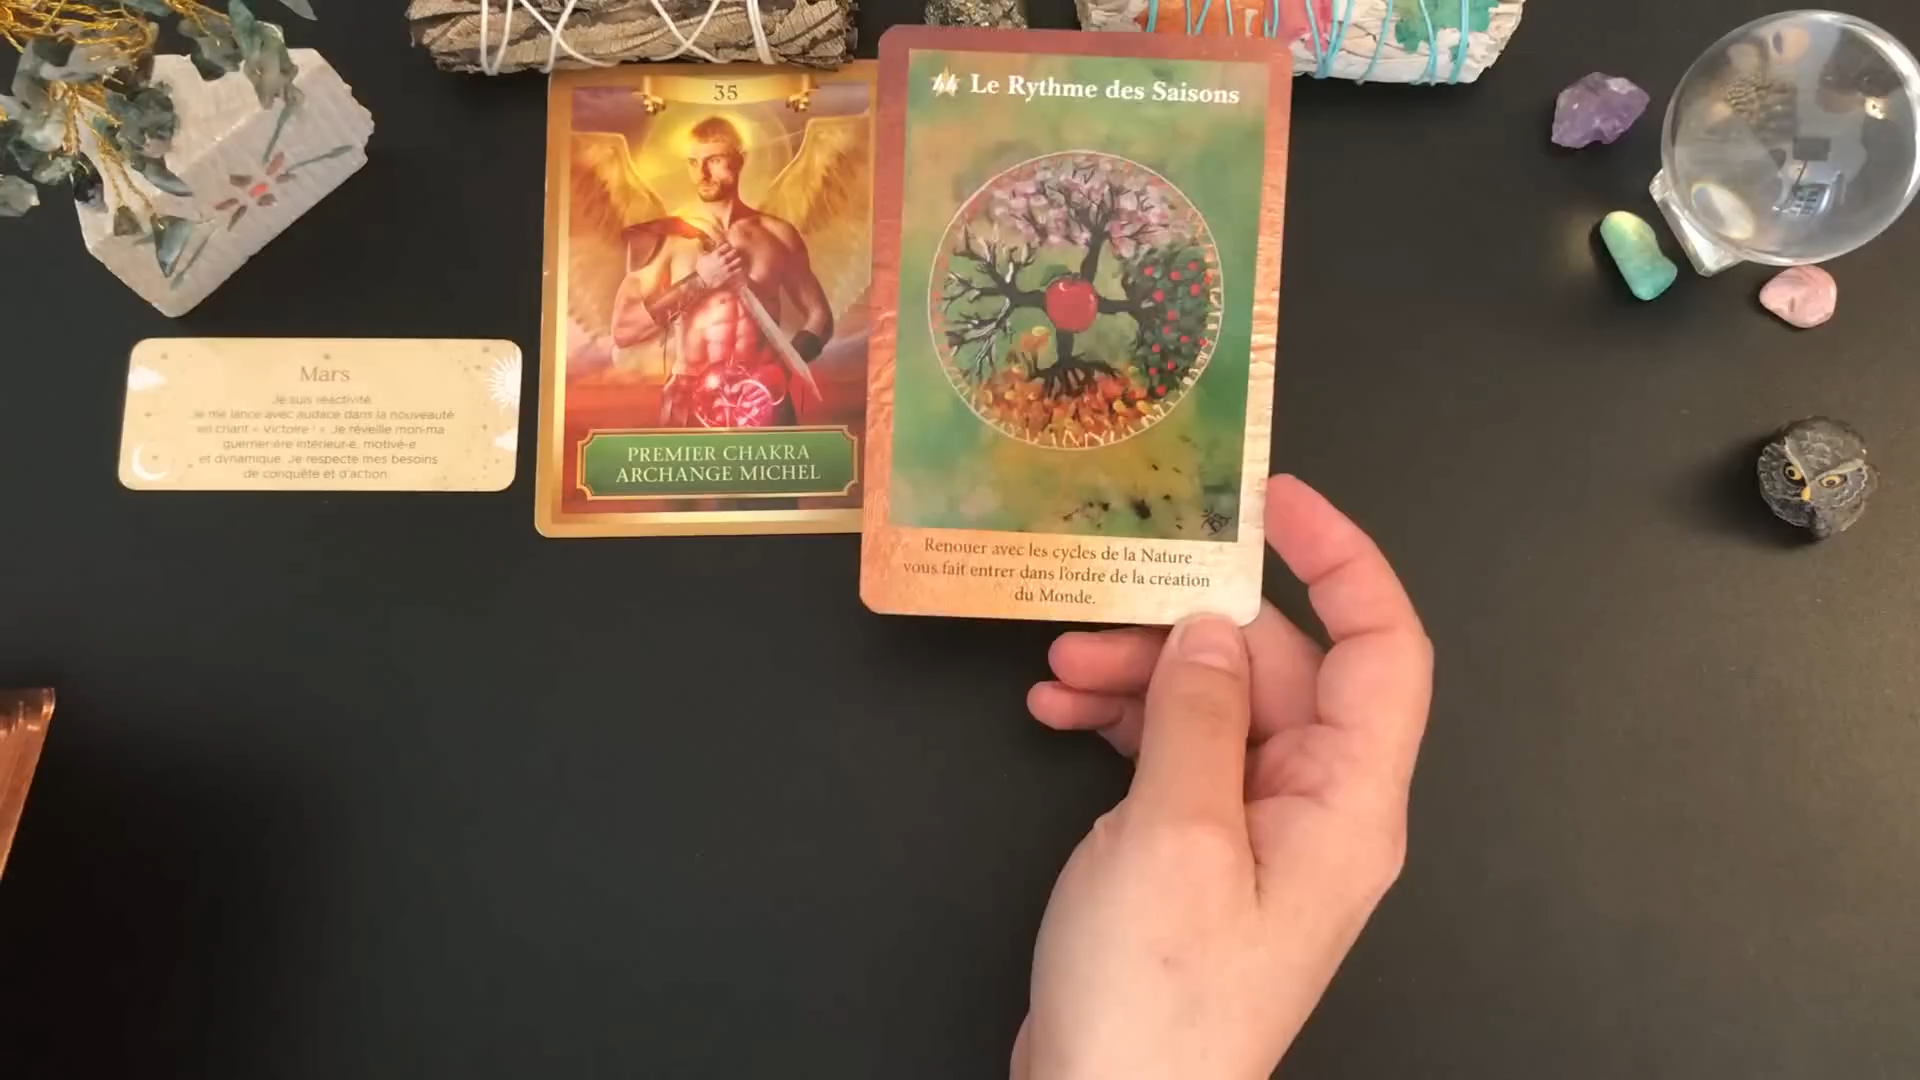 Mars
Je suis réactivité.
Je me lance avec audace dans la nouveauté
en criant « Victoire ! ». Je réveille mon·ma
guerrier·ère intérieur·e, motivé·e
et dynamique. Je respecte mes besoins
de conquête et d'action.
35
PREMIER CHAKRA
ARCHANGE MICHEL
44 Le Rythme des Saisons
Renouer avec les cycles de la Nature
vous fait entrer dans l'ordre de la création
du Monde.